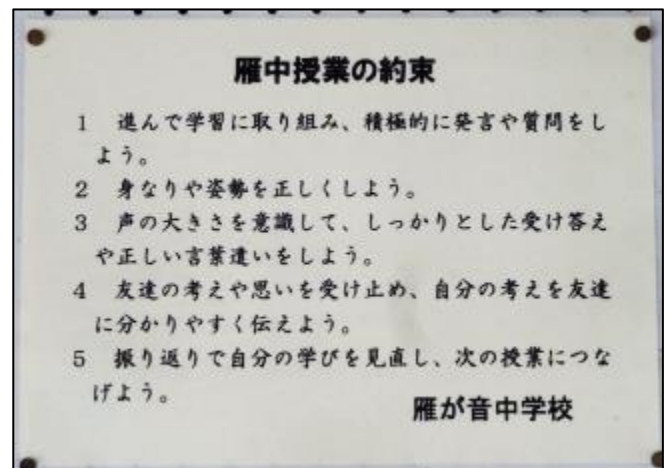 雁中授業の約束
1　進んで学習に取り組み、積極的に発言や質問をし
よう。
2　身なりや姿勢を正しくしよう。
3　声の大きさを意識して、しっかりとした受け答え
や正しい言葉遣いをしよう。
4　友達の考えや思いを受け止め、自分の考えを友達
に分かりやすく伝えよう。
5　振り返りで自分の学びを見直し、次の授業につな
げよう。
雁が音中学校